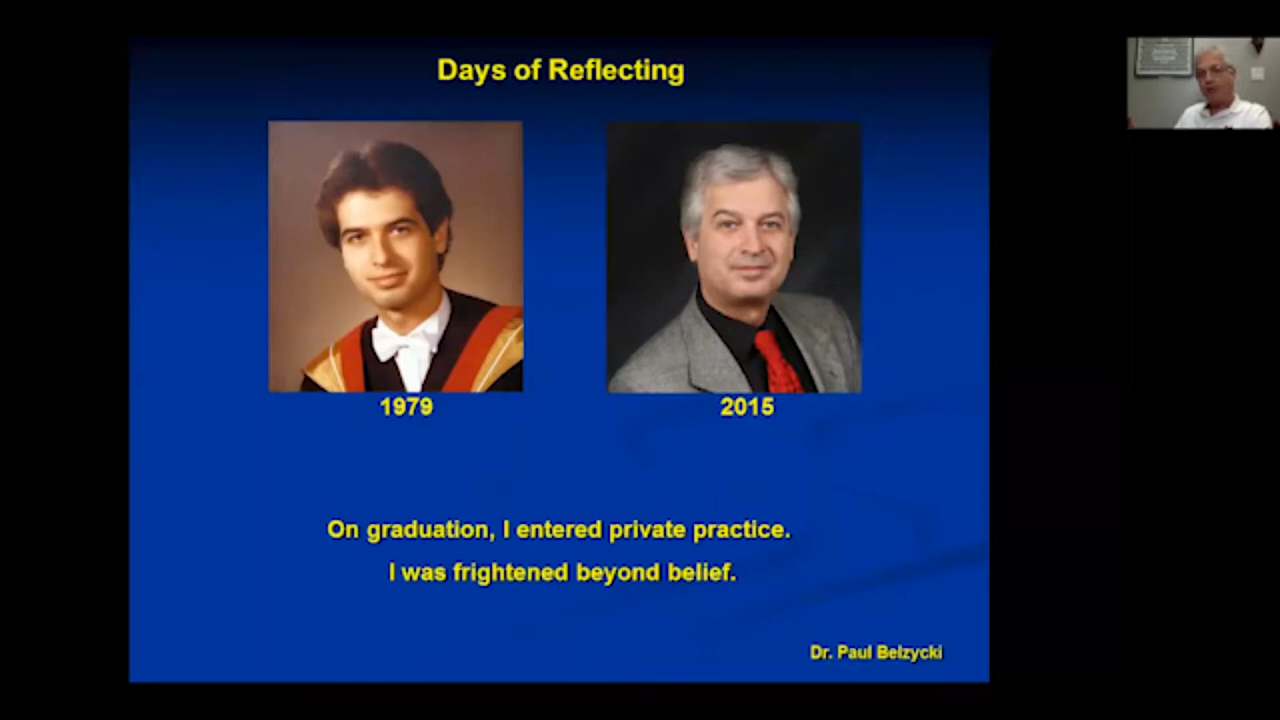 Days of Reflecting
1979
2015
On graduation, I entered private practice.
I was frightened beyond belief.
Dr. Paul Belzycki